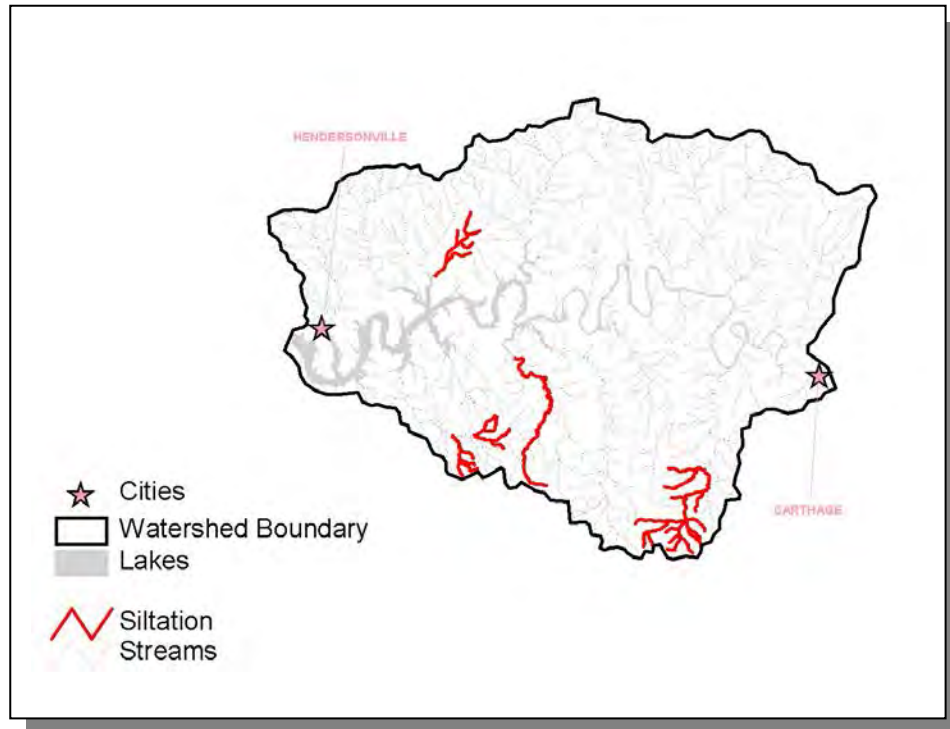 HENDERSONVILLE
CARTHAGE
Cities
Watershed Boundary
Lakes
Siltation
Streams